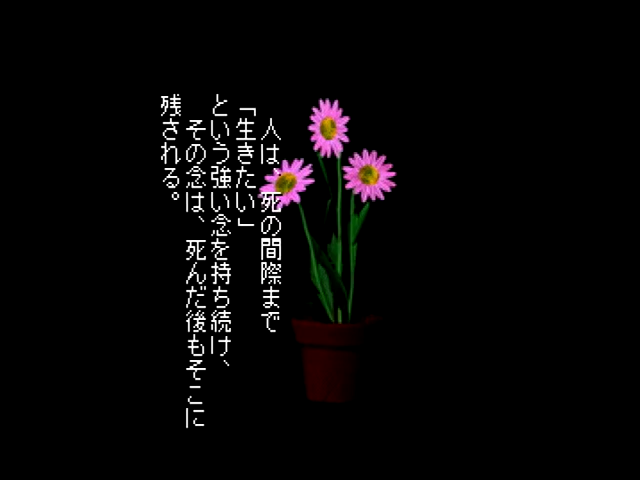 人は、死の間際まで
「生きたい」
という強い念を持ち続け、
その念は、死んだ後もそこに
残される。